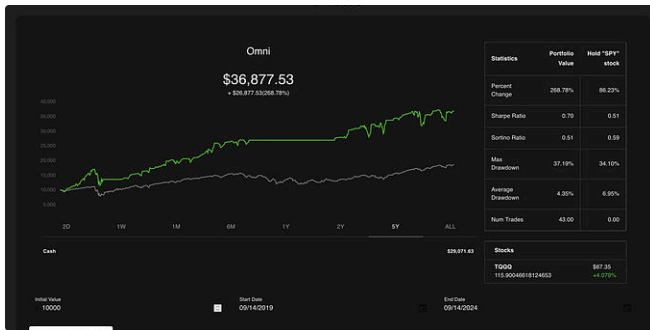 Omni
$36,877.53
+ $26,877.53(268.78%)
40,000
35,000
30,000
25,000
20,000
15,000
10,000
5,000
2D 1W 1M 6M 1Y 2Y 5Y ALL
Cash $29,071.63
Statistics Portfolio Value Hold "SPY" stock
Percent Change 268.78% 86.23%
Sharpe Ratio 0.70 0.51
Sortino Ratio 0.51 0.59
Max Drawdown 37.19% 34.10%
Average Drawdown 4.35% 6.95%
Num Trades 43.00 0.00
Stocks
TQQQ $67.35
115.90046618124653 +4.079%
Initial Value Start Date End Date
10000 09/14/2019 09/14/2024